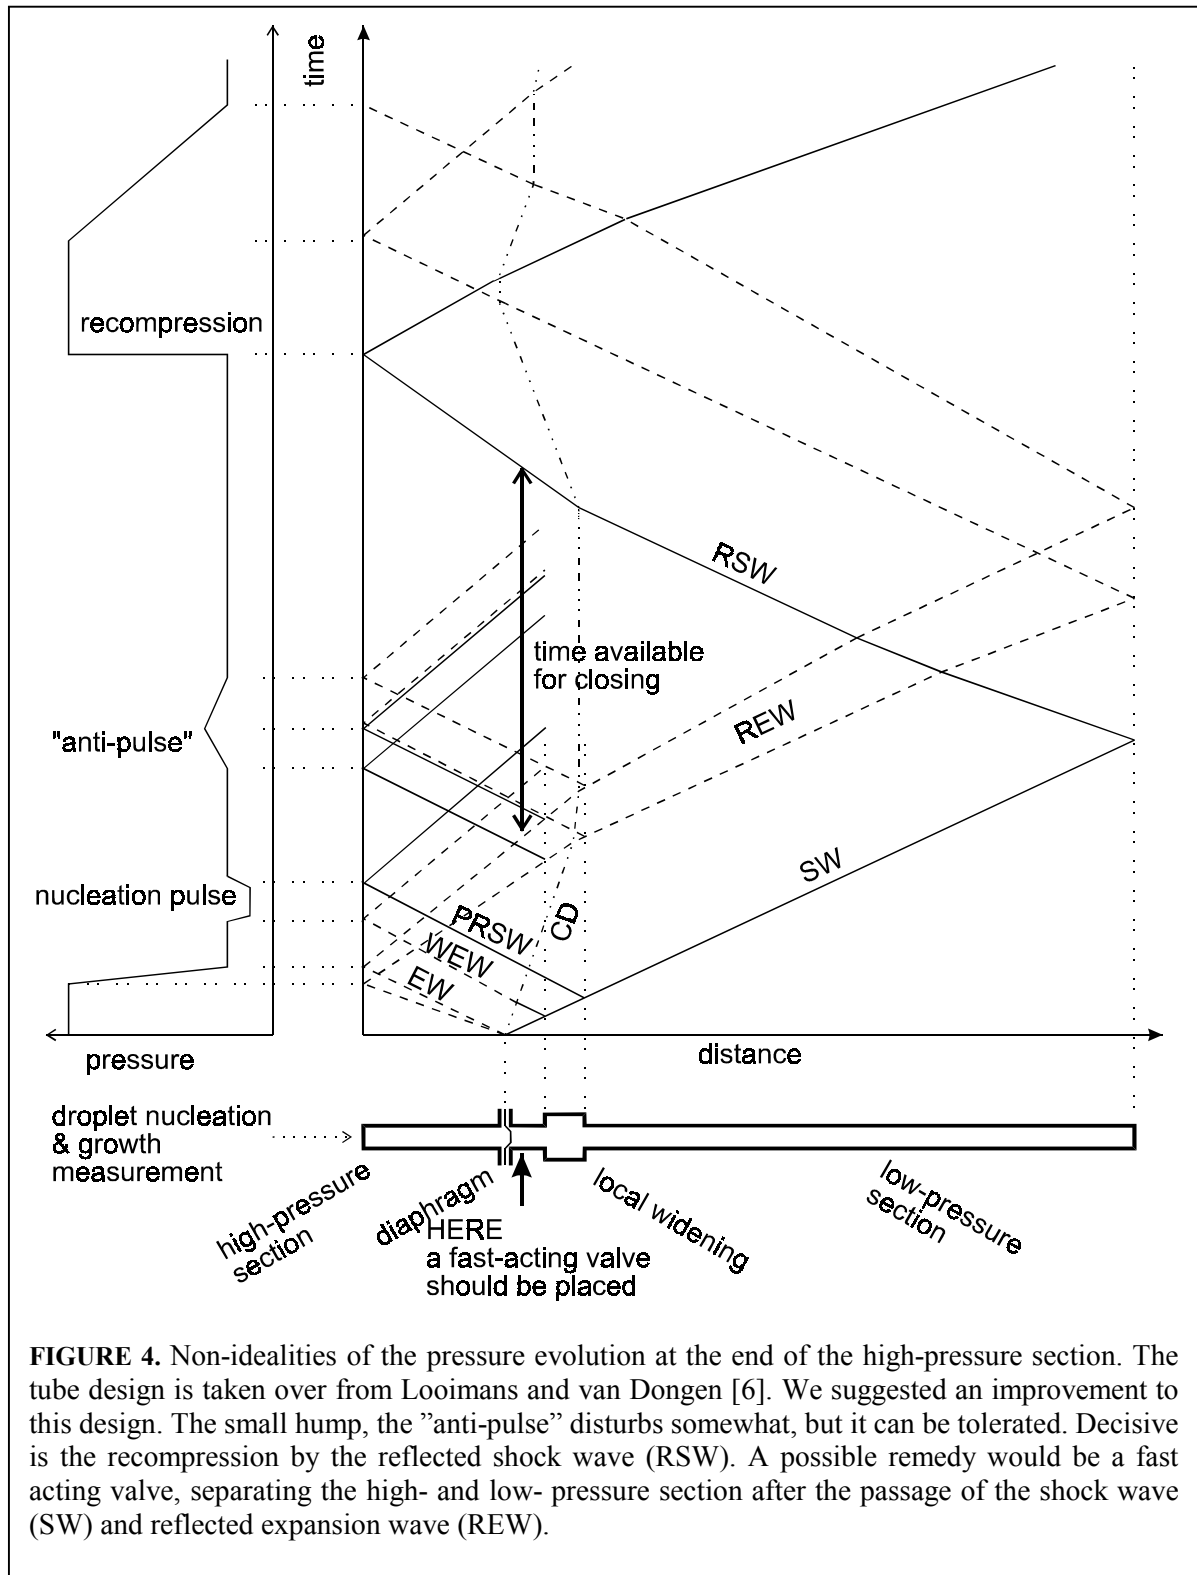 time
recompression
RSW
time available
for closing
REW
"anti-pulse"
SW
nucleation pulse
CD
PRSW
WEW
EW
pressure
distance
droplet nucleation
& growth
measurement
high-pressure
section
diaphragm
HERE
a fast-acting valve
should be placed
local widening
low-pressure
section
FIGURE 4. Non-idealities of the pressure evolution at the end of the high-pressure section. The
tube design is taken over from Looimans and van Dongen [6]. We suggested an improvement to
this design. The small hump, the ”anti-pulse” disturbs somewhat, but it can be tolerated. Decisive
is the recompression by the reflected shock wave (RSW). A possible remedy would be a fast
acting valve, separating the high- and low- pressure section after the passage of the shock wave
(SW) and reflected expansion wave (REW).